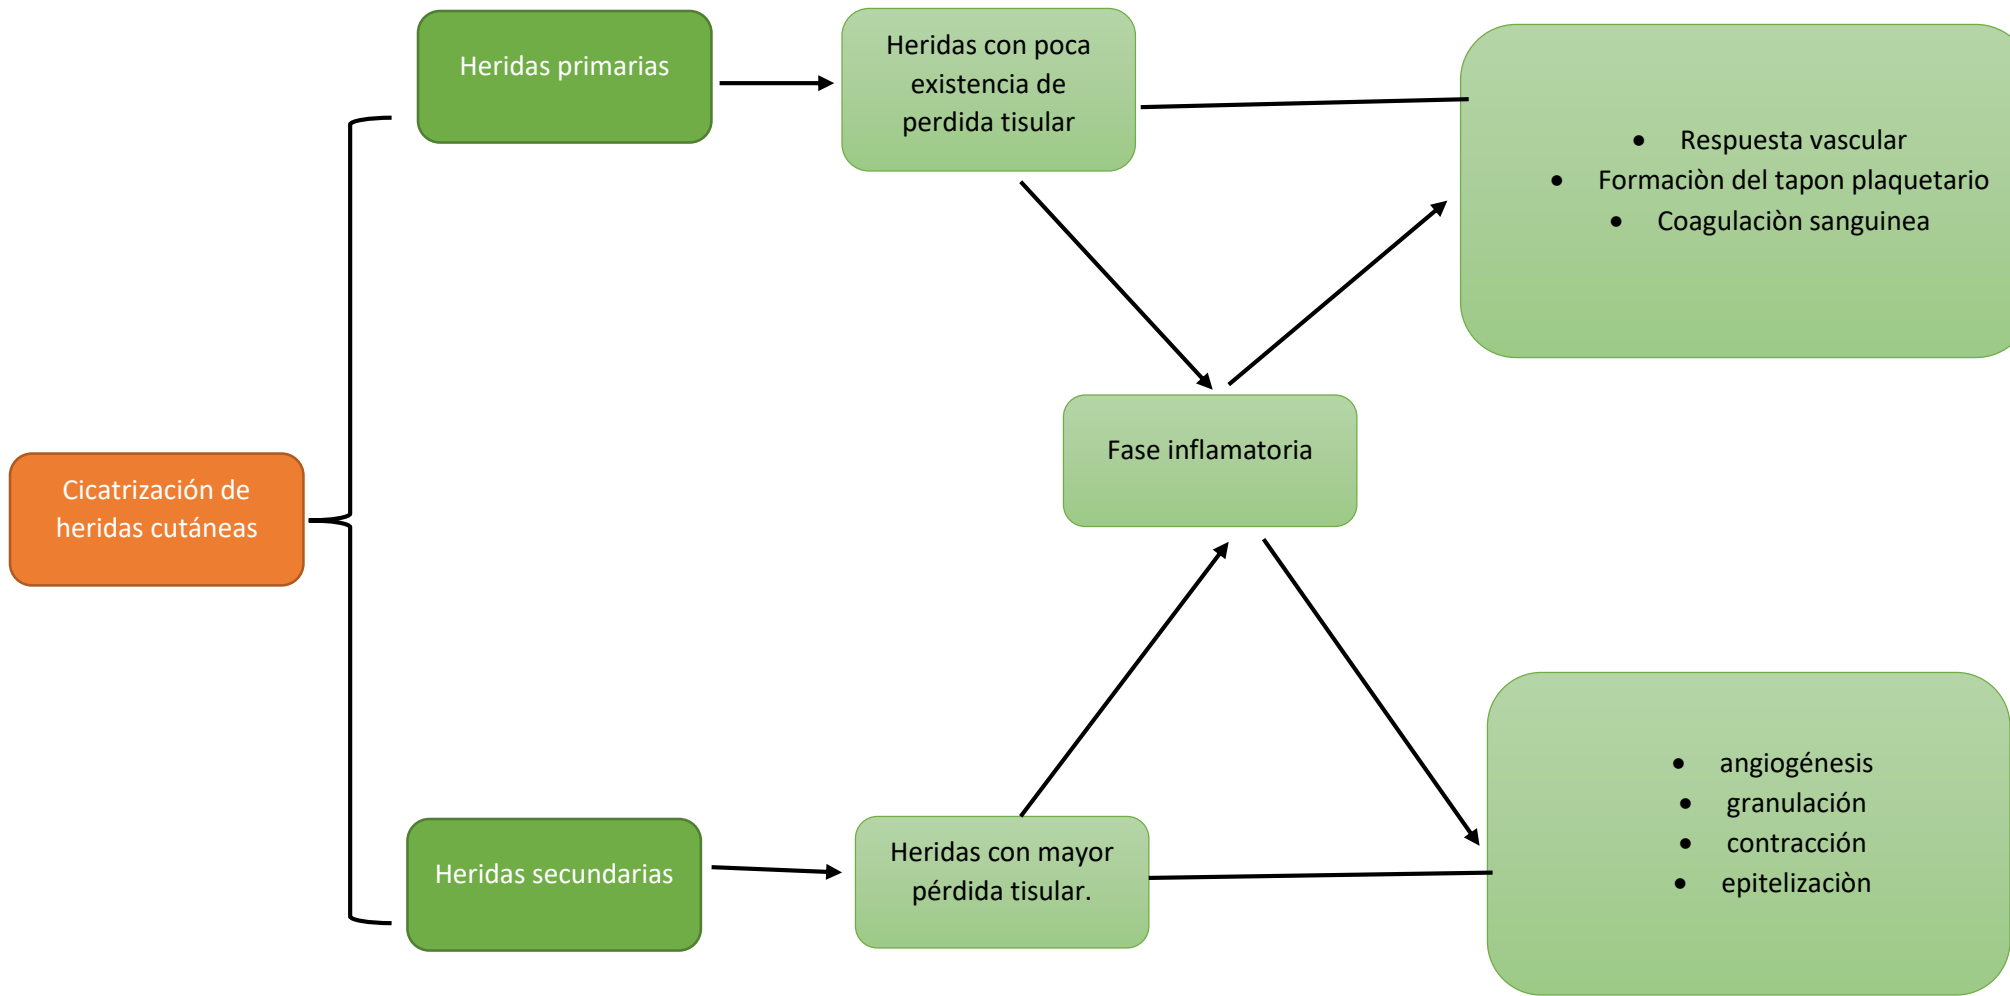 Heridas primarias
Heridas con poca
existencia de
perdida tisular
• Respuesta vascular
• Formaciòn del tapon plaquetario
• Coagulaciòn sanguinea
Fase inflamatoria
Cicatrización de
heridas cutáneas
Heridas secundarias
Heridas con mayor
pérdida tisular.
• angiogénesis
• granulación
• contracción
• epitelizaciòn